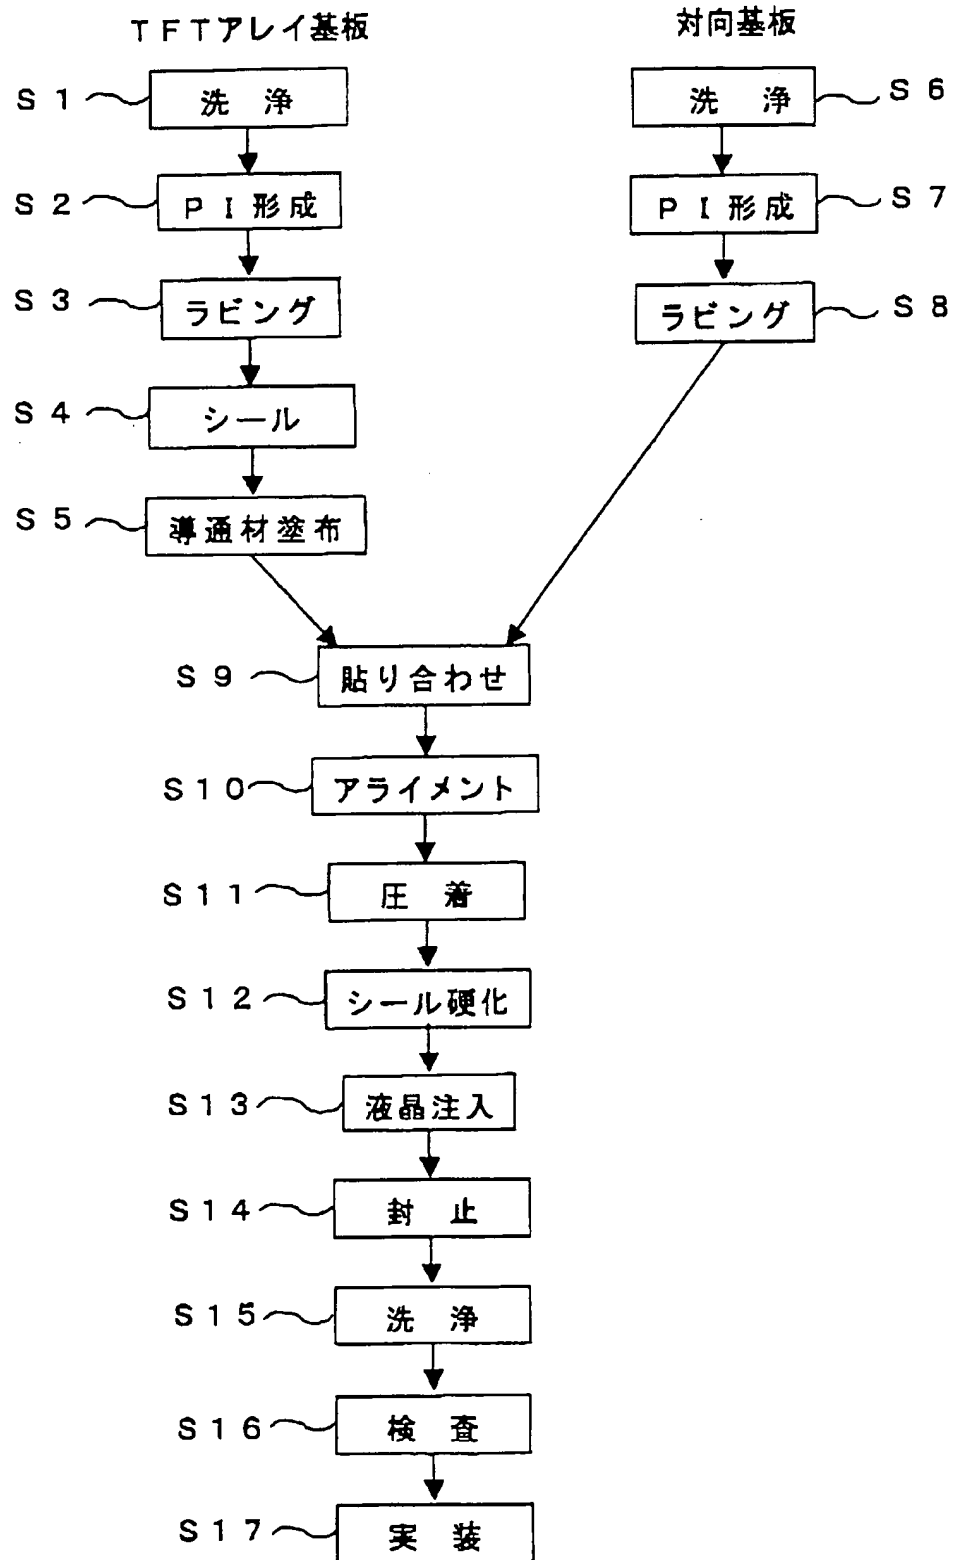 TFTアレイ基板
S1 洗 浄
S2 PI形成
S3 ラビング
S4 シール
S5 導通材塗布
対向基板
洗 浄 S6
PI形成 S7
ラビング S8
S9 貼り合わせ
S10 アライメント
S11 圧 着
S12 シール硬化
S13 液晶注入
S14 封 止
S15 洗 浄
S16 検 査
S17 実 装